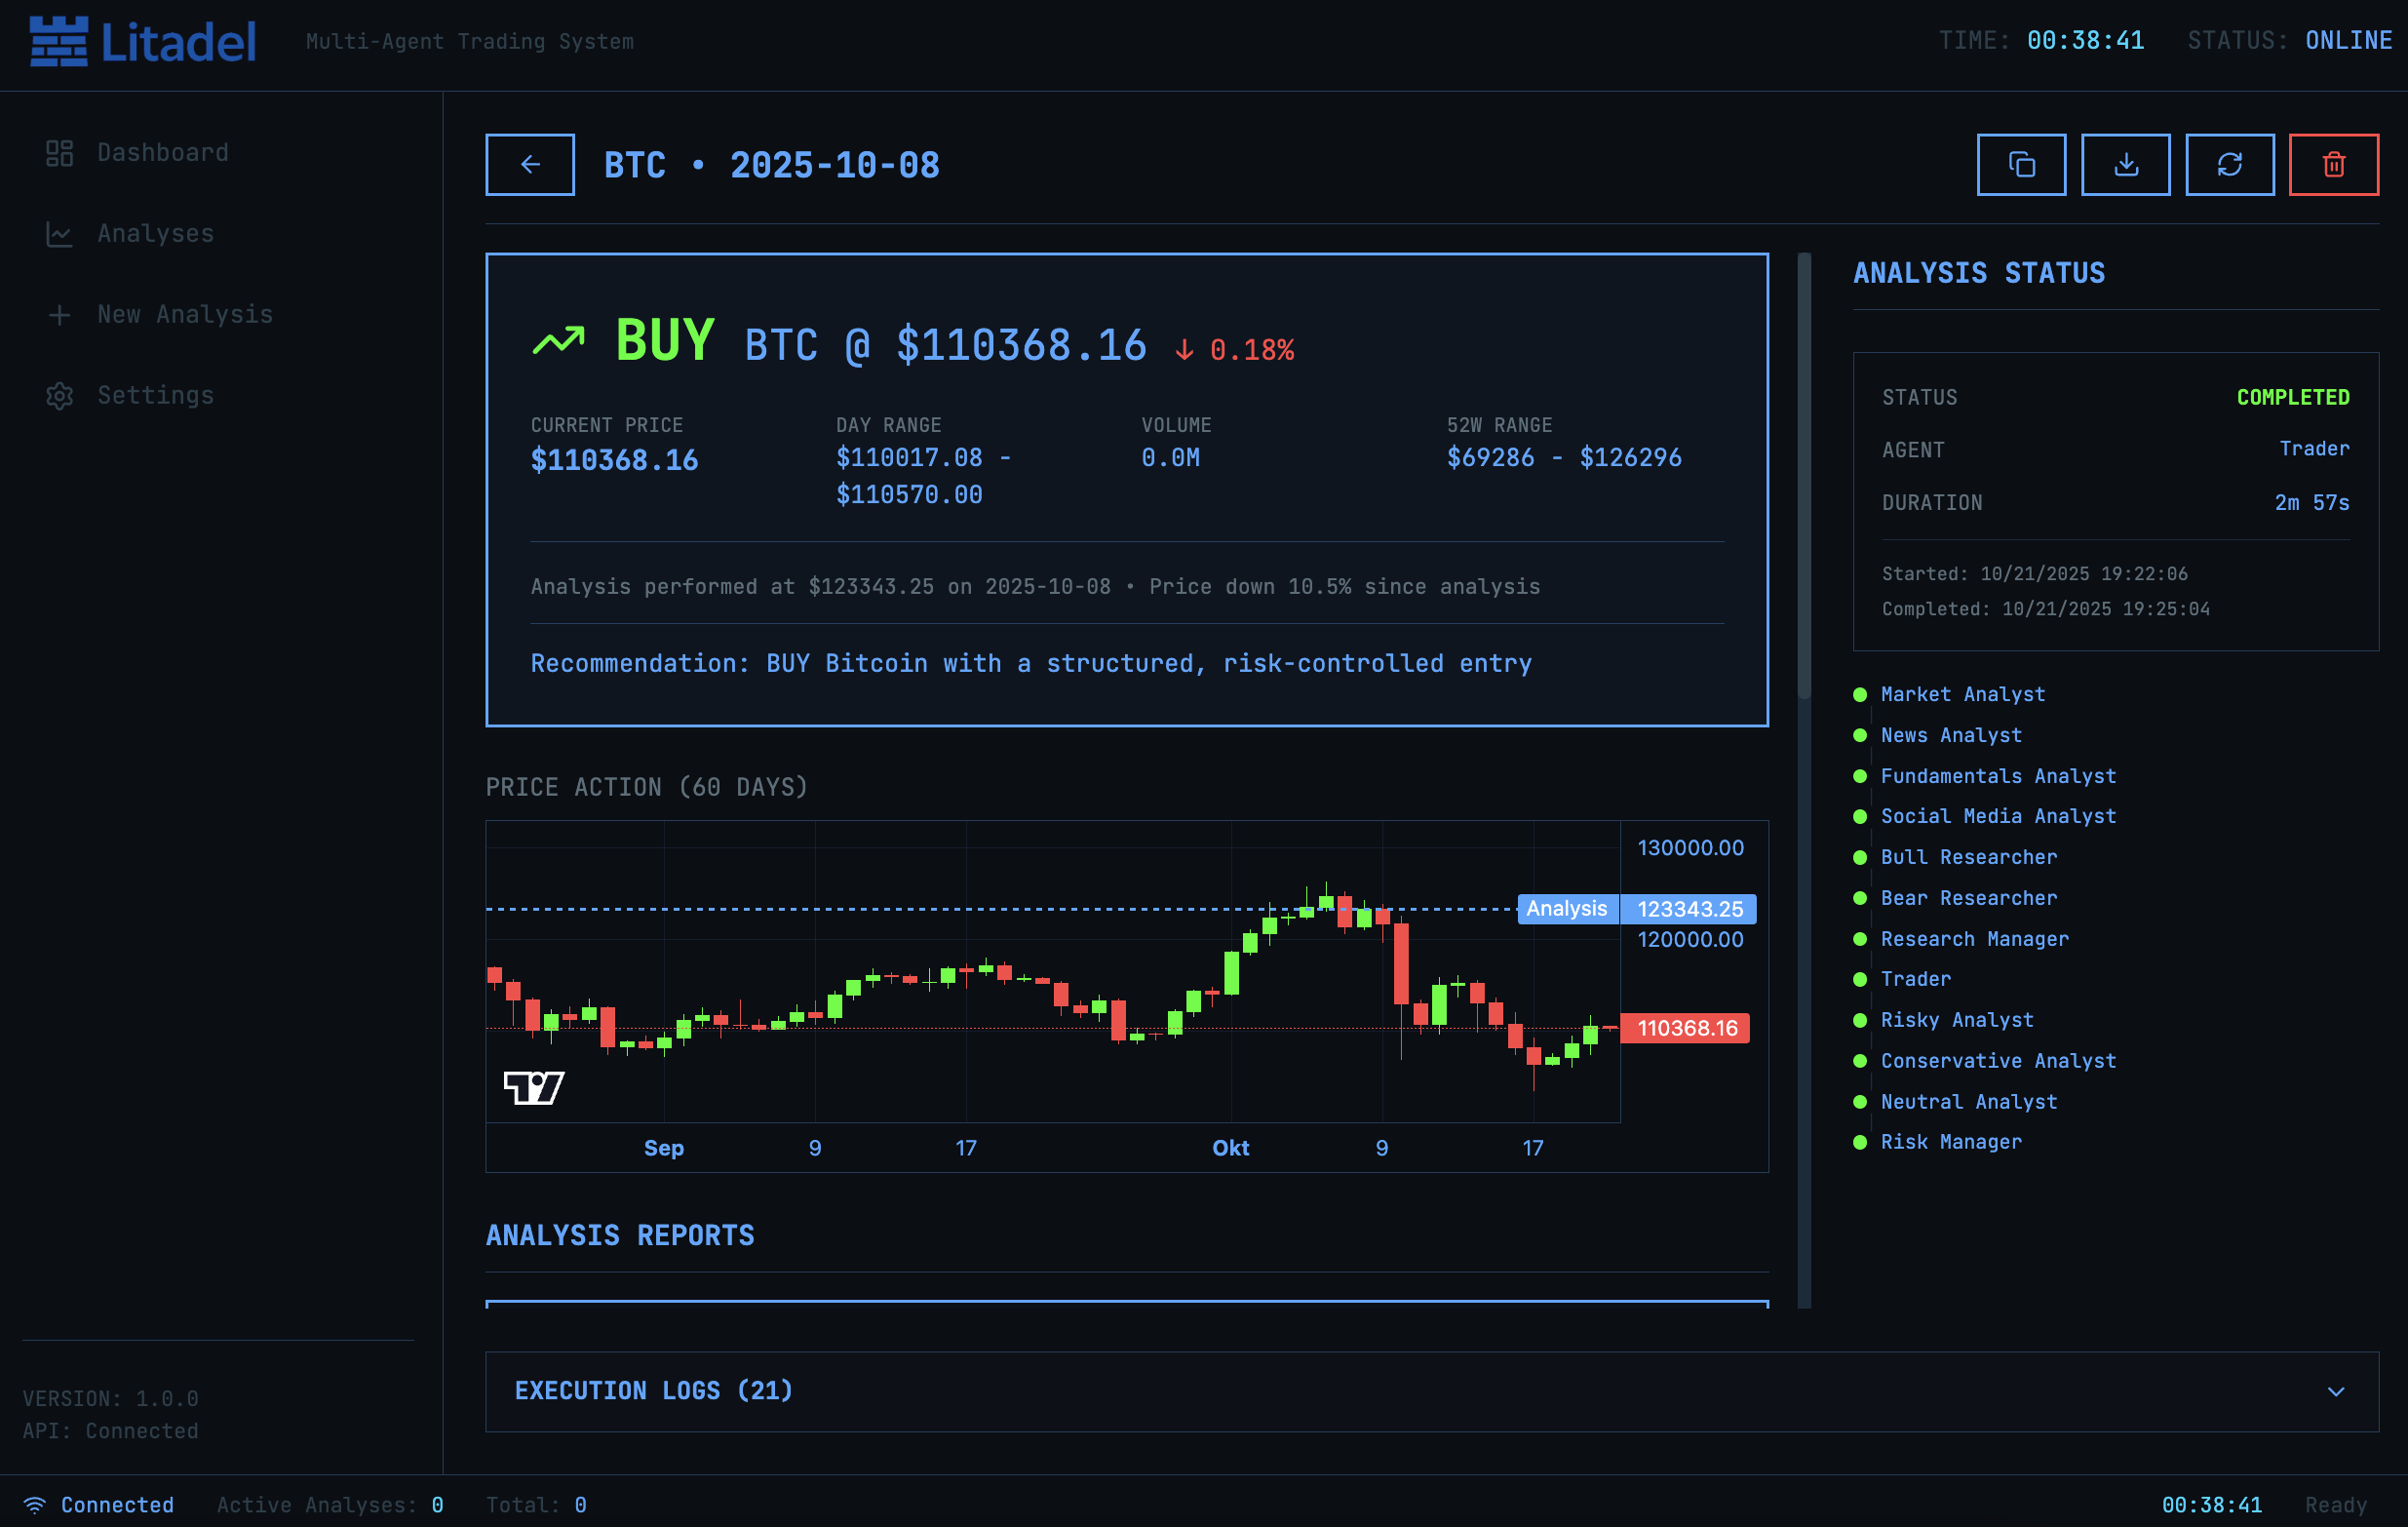 Litadel
Multi-Agent Trading System
TIME: 00:38:41
STATUS: ONLINE
Dashboard
Analyses
New Analysis
Settings
VERSION: 1.0.0
API: Connected
BTC • 2025-10-08
BUY BTC @ $110368.16 ↓ 0.18%
CURRENT PRICE
$110368.16
DAY RANGE
$110017.08 -
$110570.00
VOLUME
0.0M
52W RANGE
$69286 - $126296
Analysis performed at $123343.25 on 2025-10-08 • Price down 10.5% since analysis
Recommendation: BUY Bitcoin with a structured, risk-controlled entry
PRICE ACTION (60 DAYS)
130000.00
Analysis 123343.25
120000.00
110368.16
Sep 9 17 Okt 9 17
ANALYSIS REPORTS
ANALYSIS STATUS
STATUS COMPLETED
AGENT Trader
DURATION 2m 57s
Started: 10/21/2025 19:22:06
Completed: 10/21/2025 19:25:04
Market Analyst
News Analyst
Fundamentals Analyst
Social Media Analyst
Bull Researcher
Bear Researcher
Research Manager
Trader
Risky Analyst
Conservative Analyst
Neutral Analyst
Risk Manager
EXECUTION LOGS (21)
Connected
Active Analyses: 0
Total: 0
00:38:41
Ready